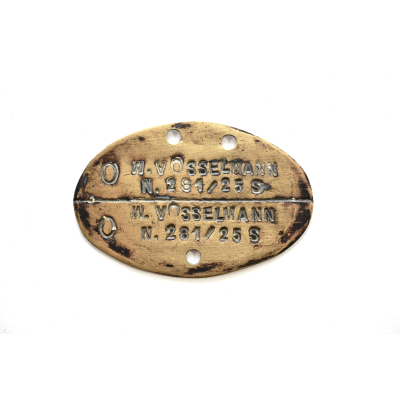 O W. VOSSELMANN
N. 281/25 S
O W. VOSSELMANN
N. 281/25 S